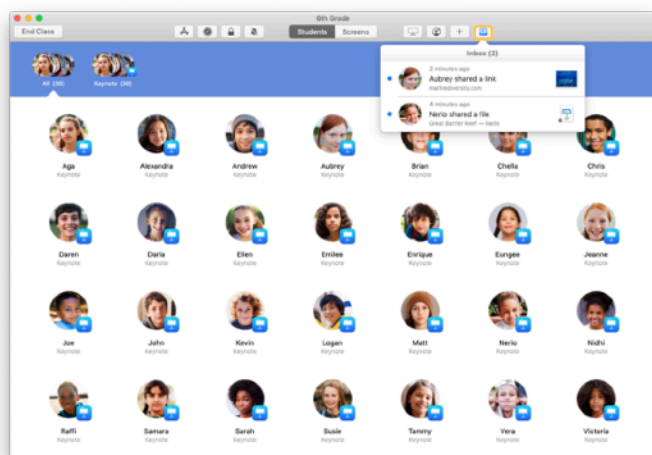 6th Grade
End Class
Students
Screens
Inbox (2)
2 minutes ago
Aubrey shared a link
marinediversity.com
4 minutes ago
Nerio shared a file
Great Barrier Reef — Nerio
All (30)
Keynote (30)
Aga
Alexandra
Andrew
Aubrey
Brian
Chella
Chris
Keynote
Keynote
Keynote
Keynote
Keynote
Keynote
Keynote
Daren
Daria
Ellen
Emilee
Enrique
Eungee
Jeanne
Keynote
Keynote
Keynote
Keynote
Keynote
Keynote
Keynote
Joe
John
Kevin
Logan
Matt
Nerio
Nidhi
Keynote
Keynote
Keynote
Keynote
Keynote
Keynote
Keynote
Raffi
Samara
Sarah
Susie
Tammy
Vera
Victoria
Keynote
Keynote
Keynote
Keynote
Keynote
Keynote
Keynote